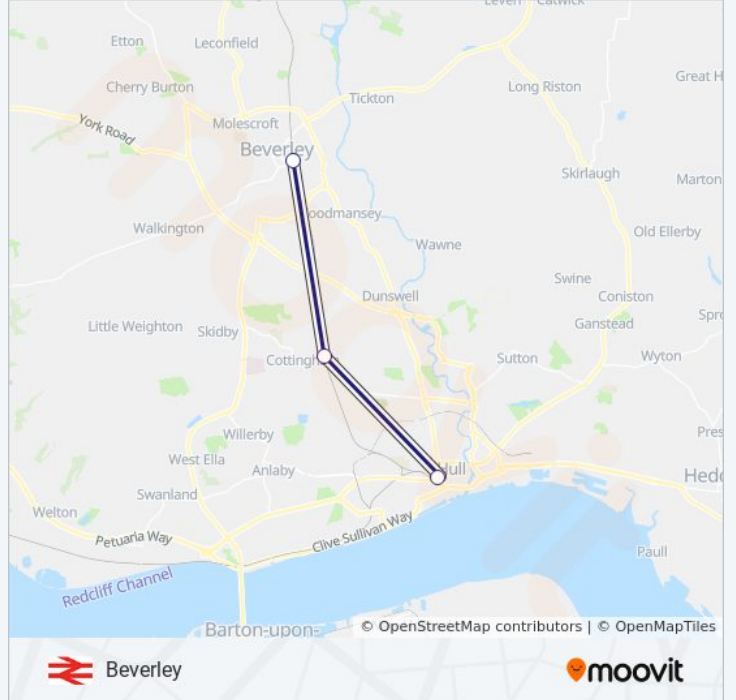 Leven
Catwick
Etton
Leconfield
Great H
Cherry Burton
Long Riston
Tickton
York Road
Molescroft
Beverley
Skirlaugh
Marton
oodmansey
Walkington
Old Ellerby
Wawne
Swine
Dunswell
Coniston
Spro
Little Weighton
Skidby
Ganstead
Cottingh
Sutton
Wyton
Willerby
Pres
West Ella
Anlaby
Hull
Hedo
Swanland
Welton
Petuaria Way
Clive Sullivan Way
Paull
Redcliff Channel
Barton-upon-
© OpenStreetMap contributors | © OpenMapTiles
Beverley
moovit